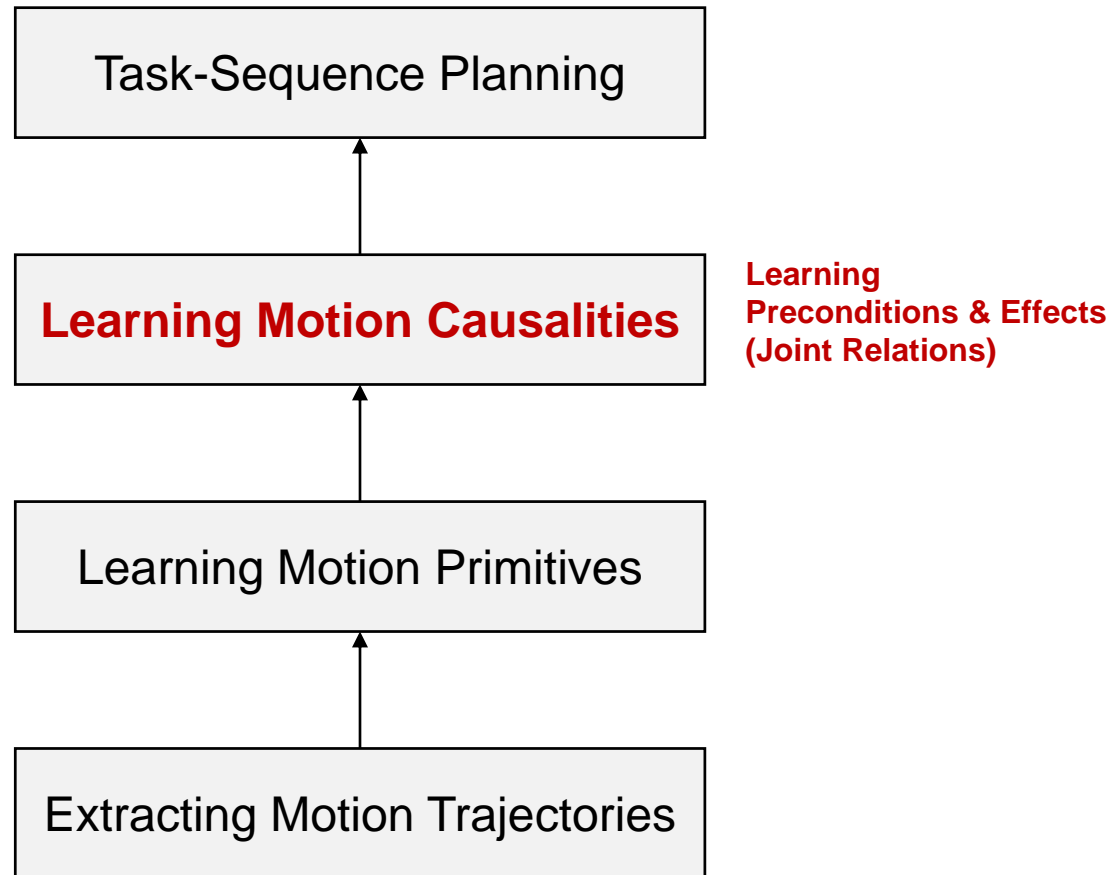 Task-Sequence Planning
Learning Motion Causalities
Learning
Preconditions & Effects
(Joint Relations)
Learning Motion Primitives
Extracting Motion Trajectories